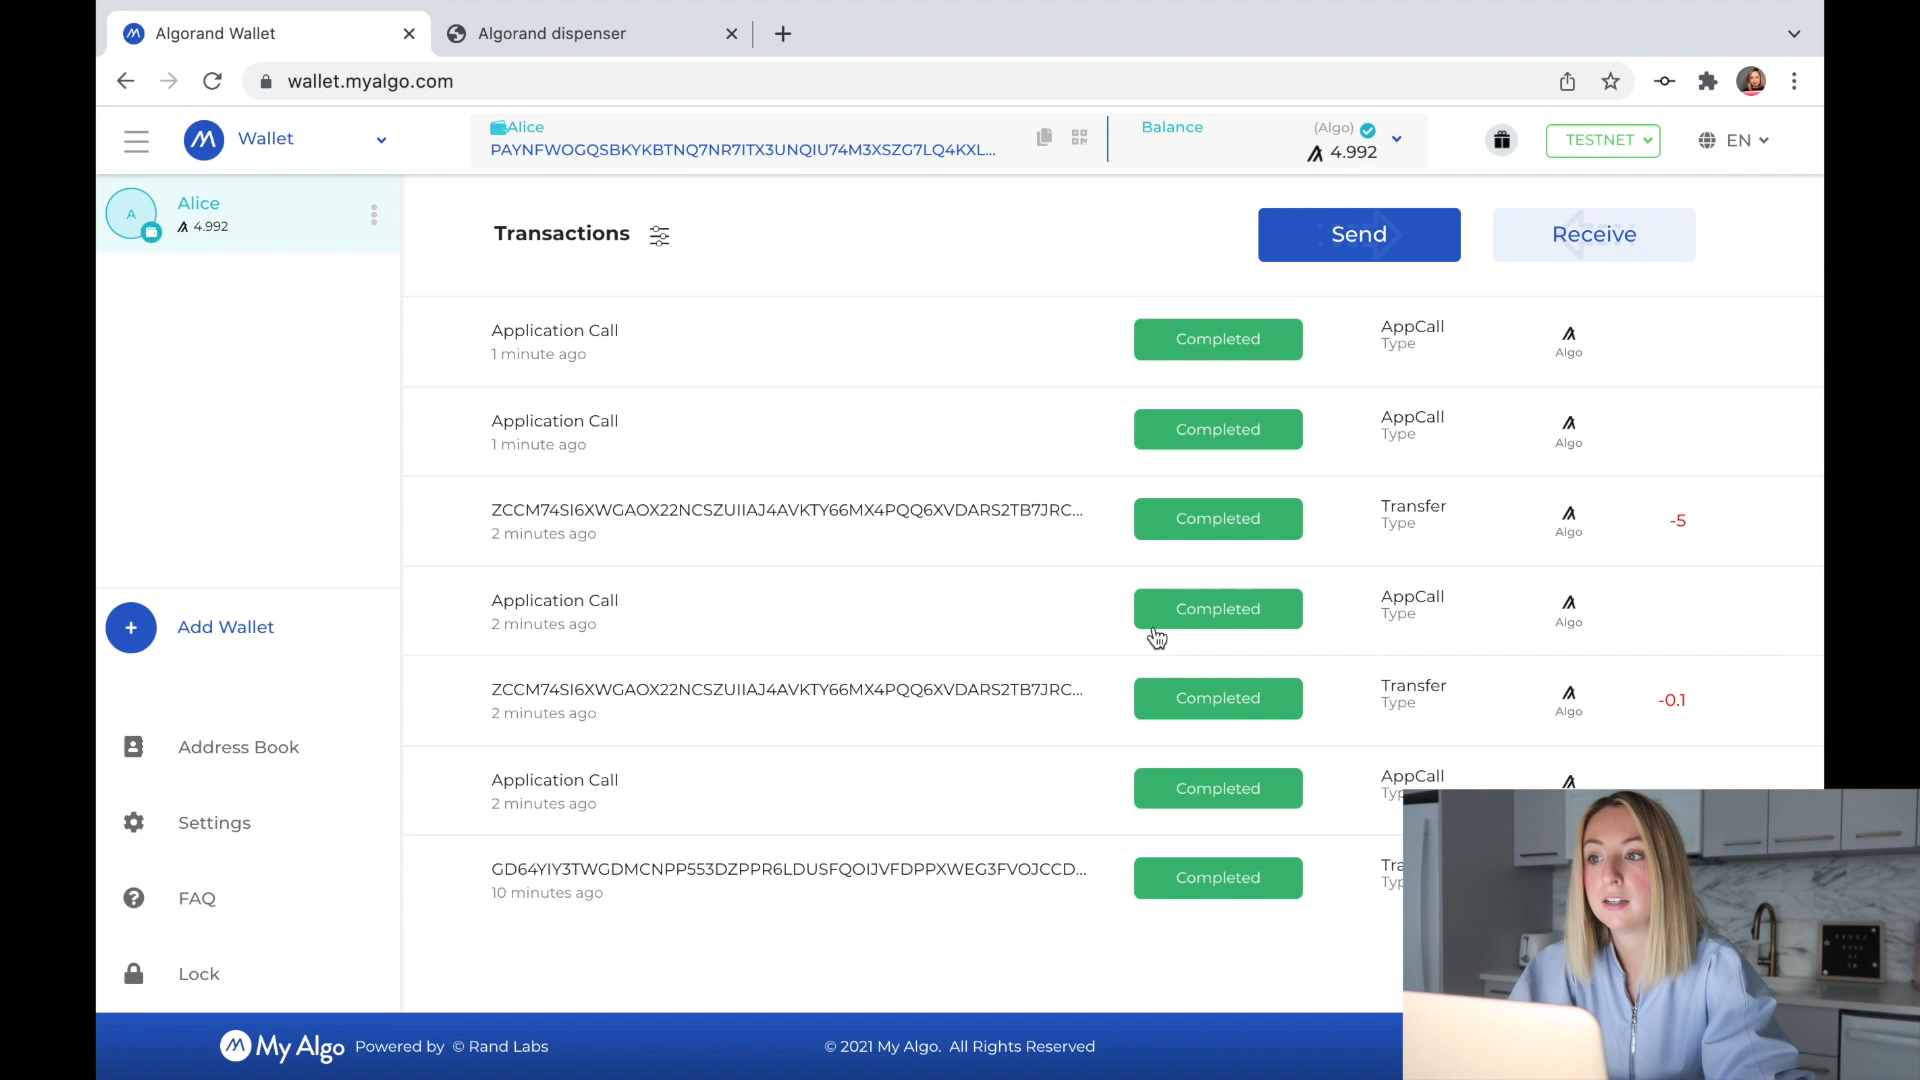 Algorand Wallet
Algorand dispenser
wallet.myalgo.com
Wallet
Alice
PAYNFWOGQSBKYKBTNQ7NR7ITX3UNQIU74M3XSZG7LQ4KXL...
Balance
(Algo)
4.992
TESTNET
EN
A
Alice
4.992
Transactions
Send
Receive
Application Call
1 minute ago
Completed
AppCall
Type
Algo
Application Call
1 minute ago
Completed
AppCall
Type
Algo
ZCCM74SI6XWGAOX22NCSZUIIAJ4AVKTY66MX4PQQ6XVDARS2TB7JRC...
2 minutes ago
Completed
Transfer
Type
Algo
-5
Application Call
2 minutes ago
Completed
AppCall
Type
Algo
ZCCM74SI6XWGAOX22NCSZUIIAJ4AVKTY66MX4PQQ6XVDARS2TB7JRC...
2 minutes ago
Completed
Transfer
Type
Algo
-0.1
Application Call
2 minutes ago
Completed
AppCall
Typ
GD64YIY3TWGDMCNPP553DZPPR6LDUSFQOIJVFDPPXWEG3FVOJCCD...
10 minutes ago
Completed
Tra
Typ
Add Wallet
Address Book
Settings
FAQ
Lock
My Algo
Powered by © Rand Labs
© 2021 My Algo. All Rights Reserved